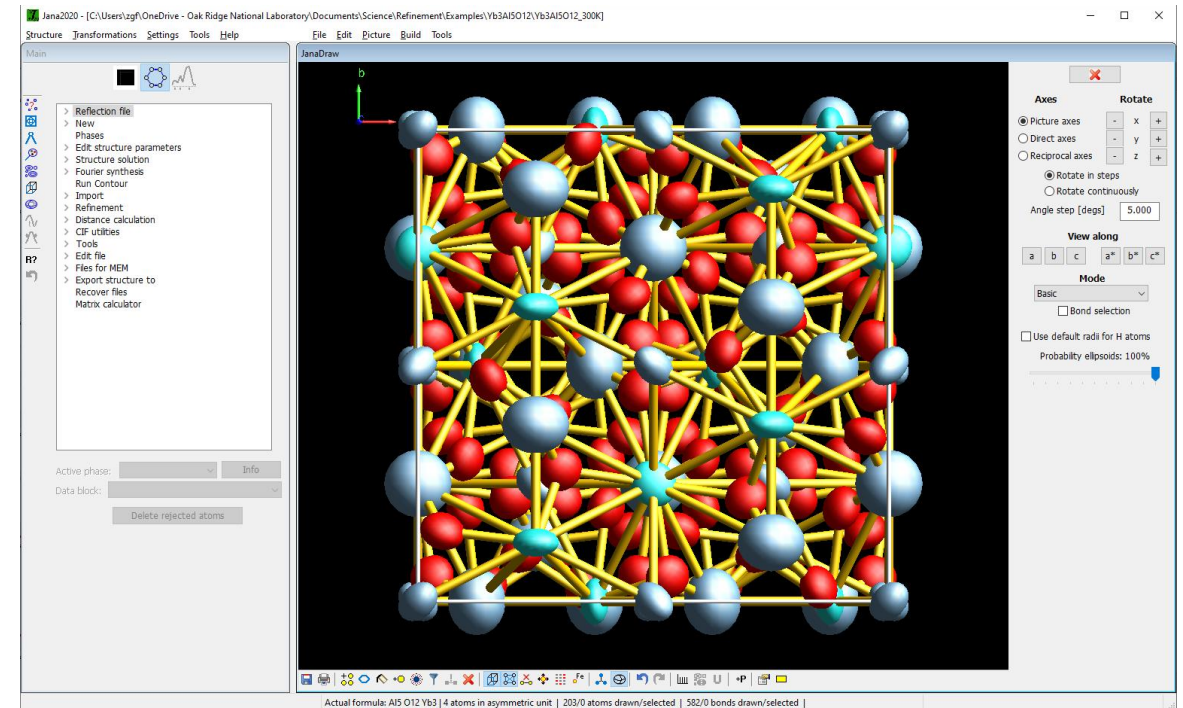 Jana2020 - [C:\Users\zgf\OneDrive - Oak Ridge National Laboratory\Documents\Science\Refinement\Examples\Yb3Al5O12\Yb3Al5O12_300K]
Structure Transformations Settings Tools Help
File Edit Picture Build Tools
Main
JanaDraw
b
Reflection file
New
Phases
Edit structure parameters
Structure solution
Fourier synthesis
Run Contour
Import
Refinement
Distance calculation
CIF utilities
Tools
Edit file
Files for MEM
Export structure to
Recover files
Matrix calculator
R?
Active phase: Info
Data block:
Delete rejected atoms
Axes Rotate
Picture axes - x +
Direct axes - y +
Reciprocal axes - z +
Rotate in steps
Rotate continuously
Angle step [degs] 5.000
View along
a b c a* b* c*
Mode
Basic
Bond selection
Use default radii for H atoms
Probability ellipsoids: 100%
Fe
+P
Actual formula: Al5 O12 Yb3 | 4 atoms in asymmetric unit | 203/0 atoms drawn/selected | 582/0 bonds drawn/selected |